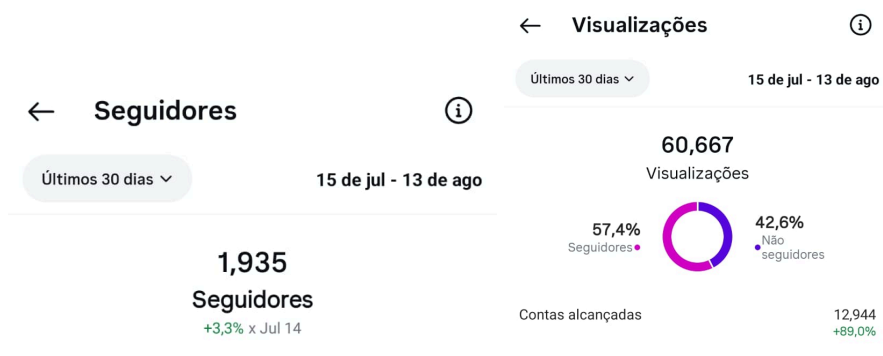 Seguidores
Últimos 30 dias
15 de jul - 13 de ago
1,935
Seguidores
+3,3% x Jul 14
Visualizações
Últimos 30 dias
15 de jul - 13 de ago
60,667
Visualizações
57,4%
Seguidores
42,6%
Não
seguidores
Contas alcançadas
12,944
+89,0%